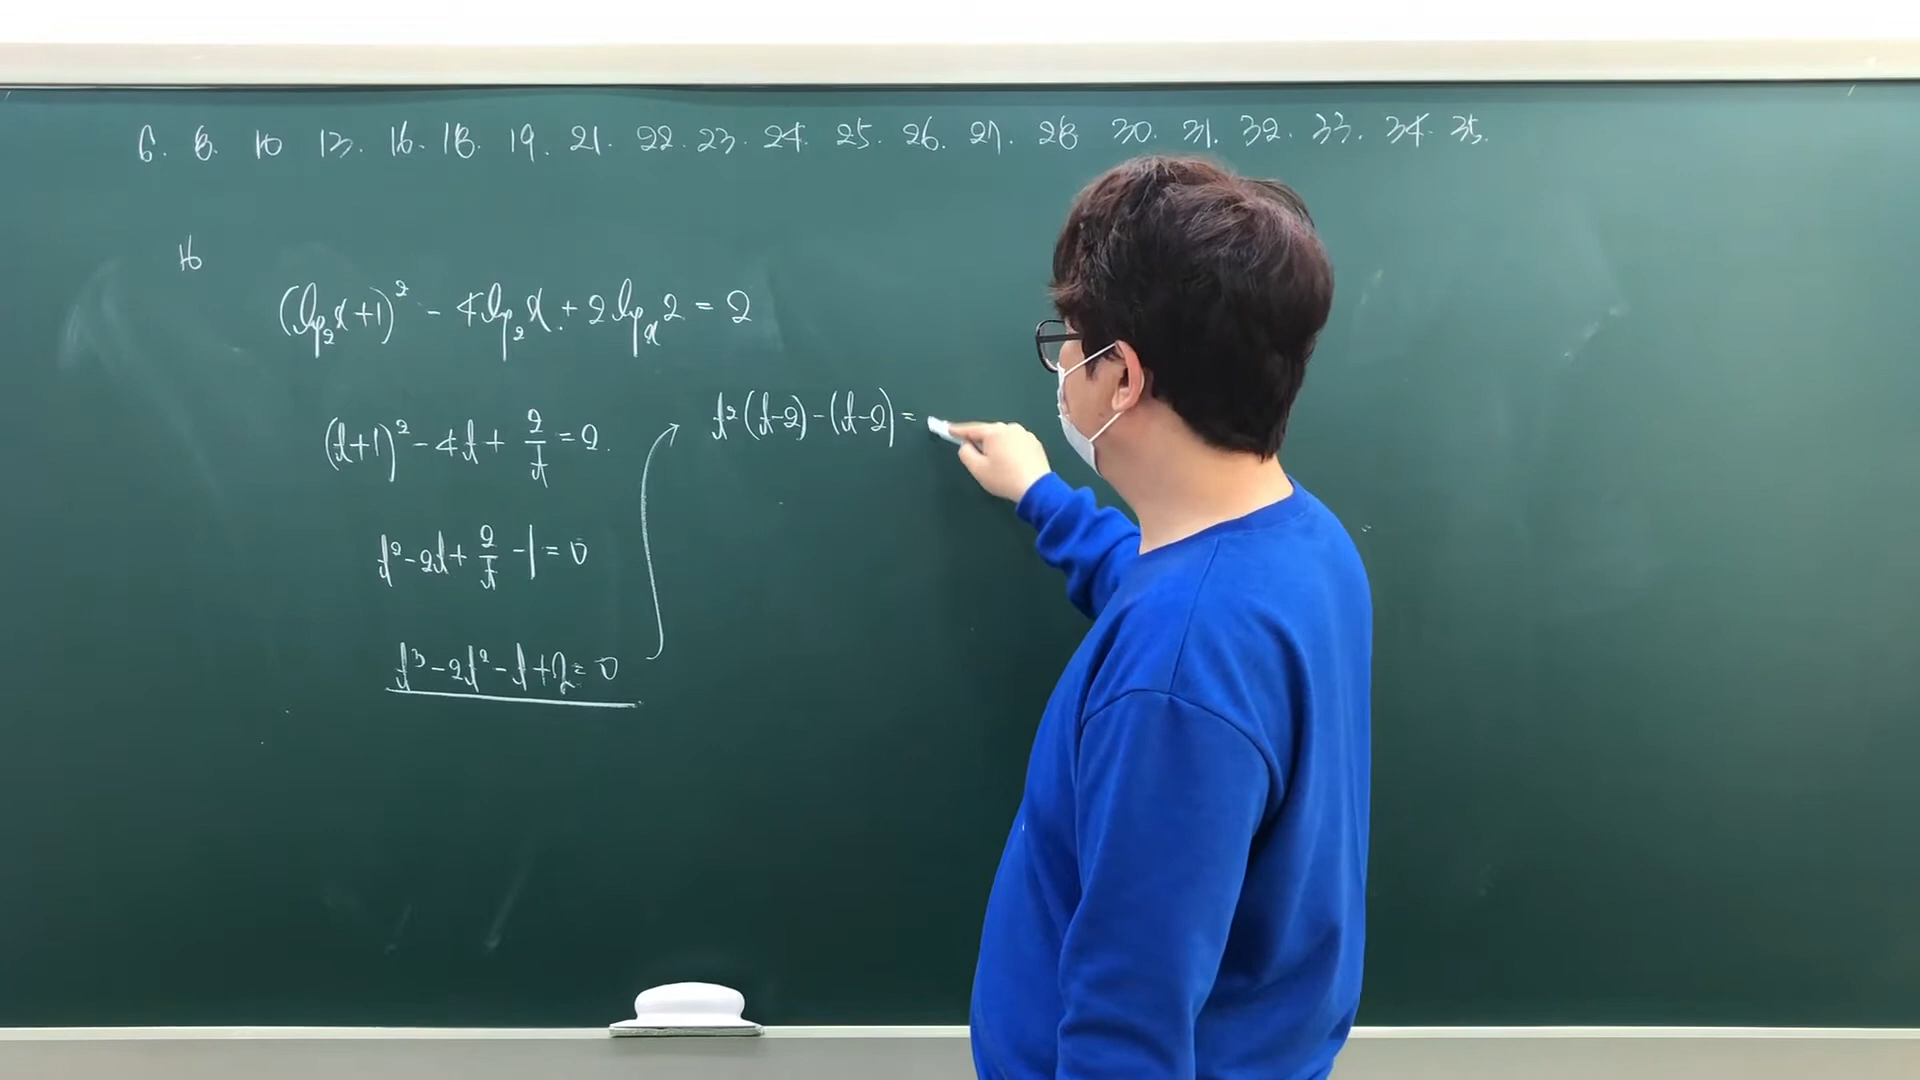 6. 8. 10 13. 16. 18. 19. 21. 22. 23. 24. 25. 26. 27. 28 30. 31. 32. 33. 34. 35.
16
(log₂x+1)² - 4log₂x + 2logₓ2 = 2
(t+1)² - 4t + 2/t = 2.
t² - 2t + 2/t - 1 = 0
t³ - 2t² - t + 2 = 0
t²(t-2) - (t-2) =